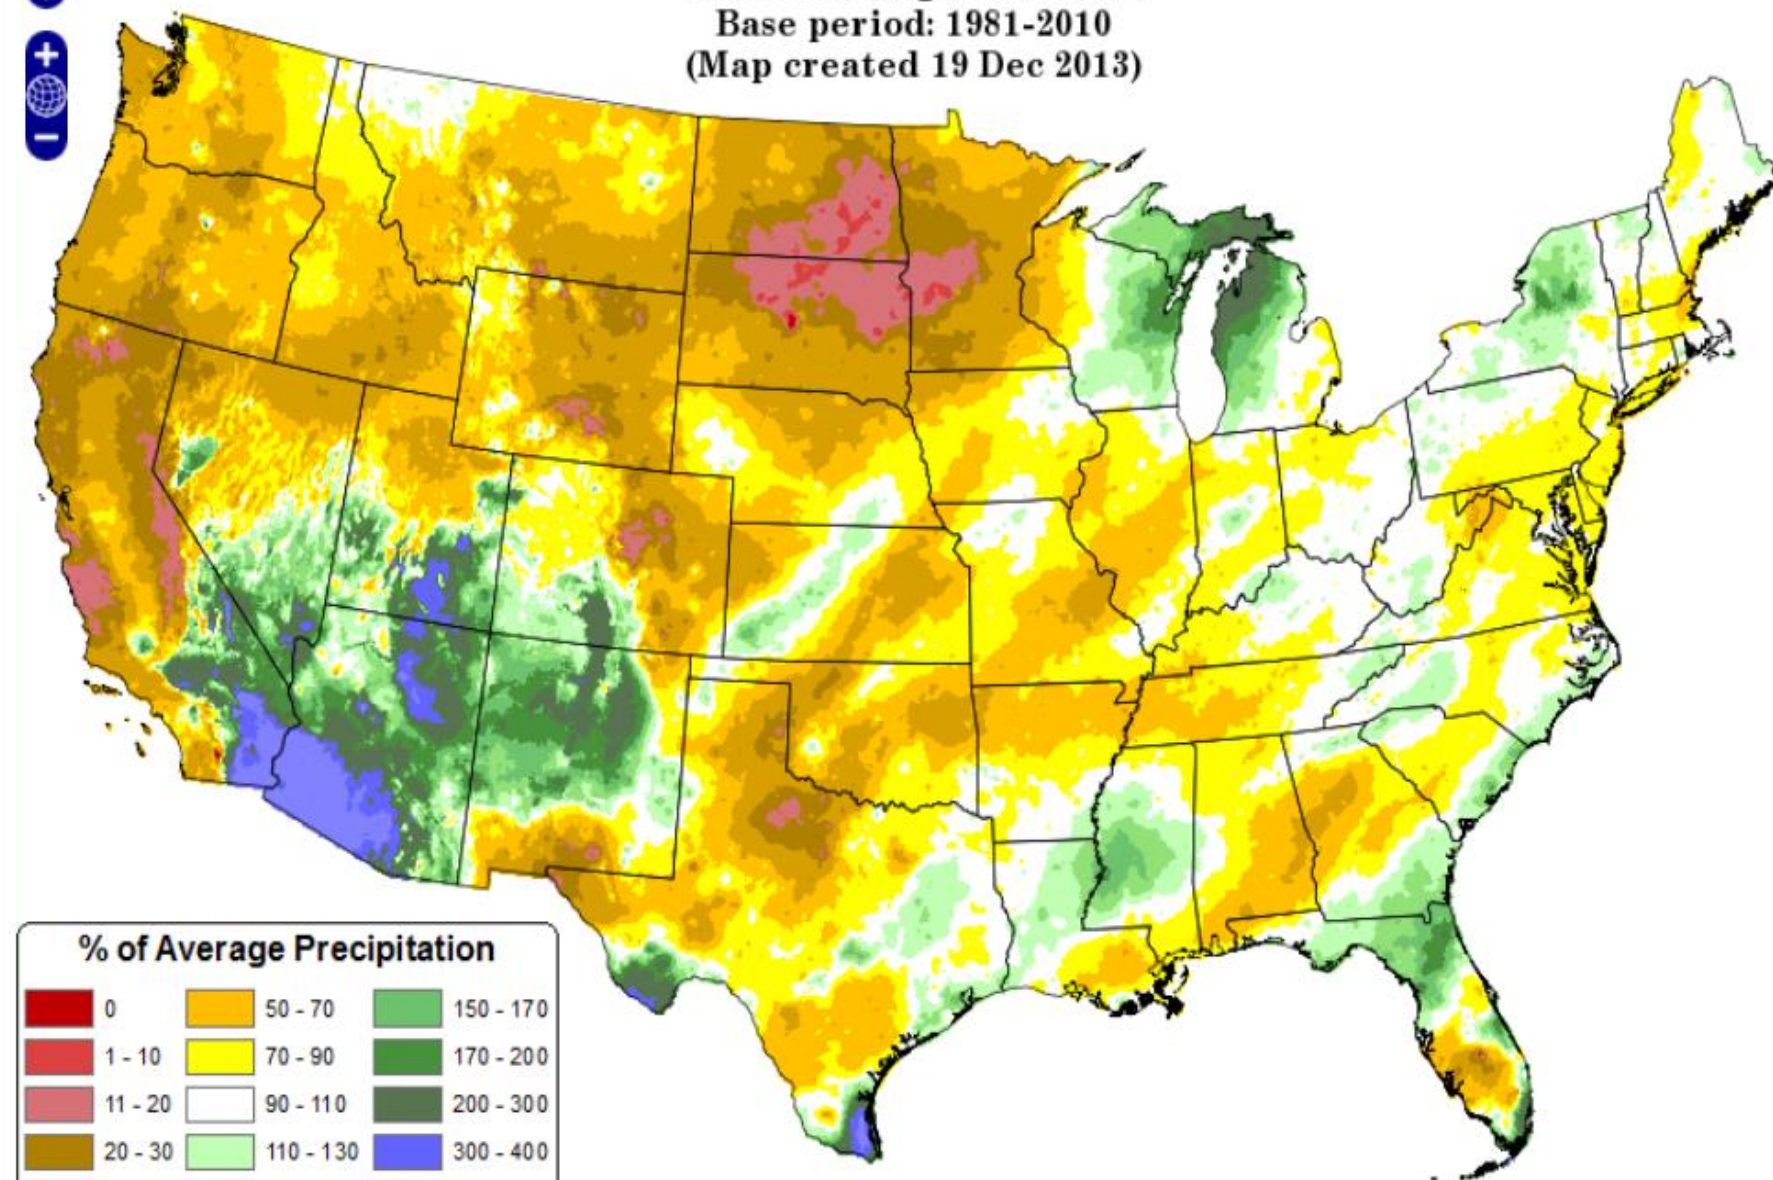 Base period: 1981-2010
(Map created 19 Dec 2013)
% of Average Precipitation
0
50 - 70
150 - 170
1 - 10
70 - 90
170 - 200
11 - 20
90 - 110
200 - 300
20 - 30
110 - 130
300 - 400